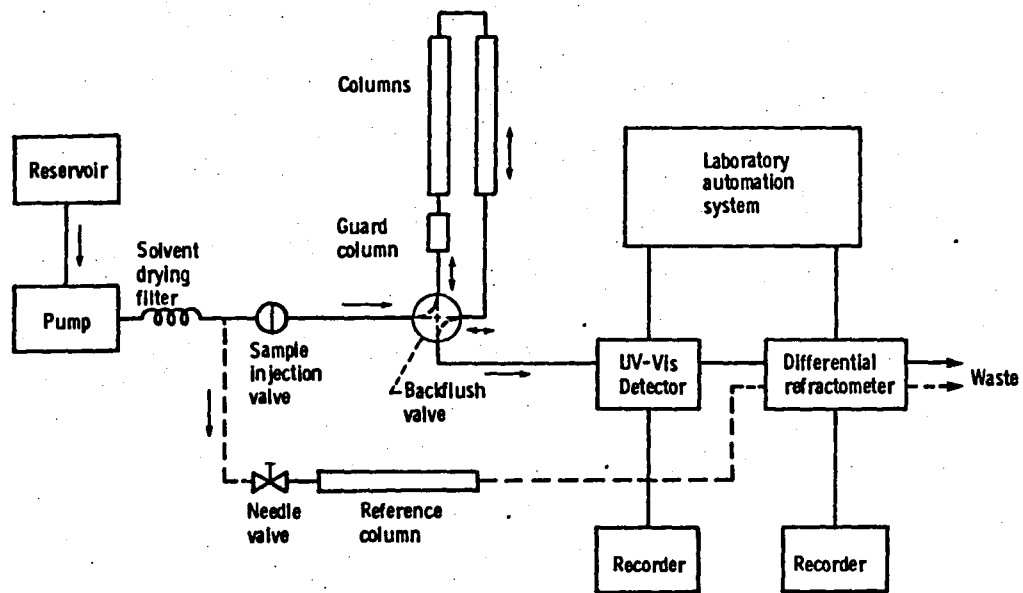 Columns
Reservoir
Laboratory
automation
system
Guard
column
Solvent
drying
filter
Pump
Sample
injection
valve
Backflush
valve
UV-Vis
Detector
Differential
refractometer
Waste
Needle
valve
Reference
column
Recorder
Recorder